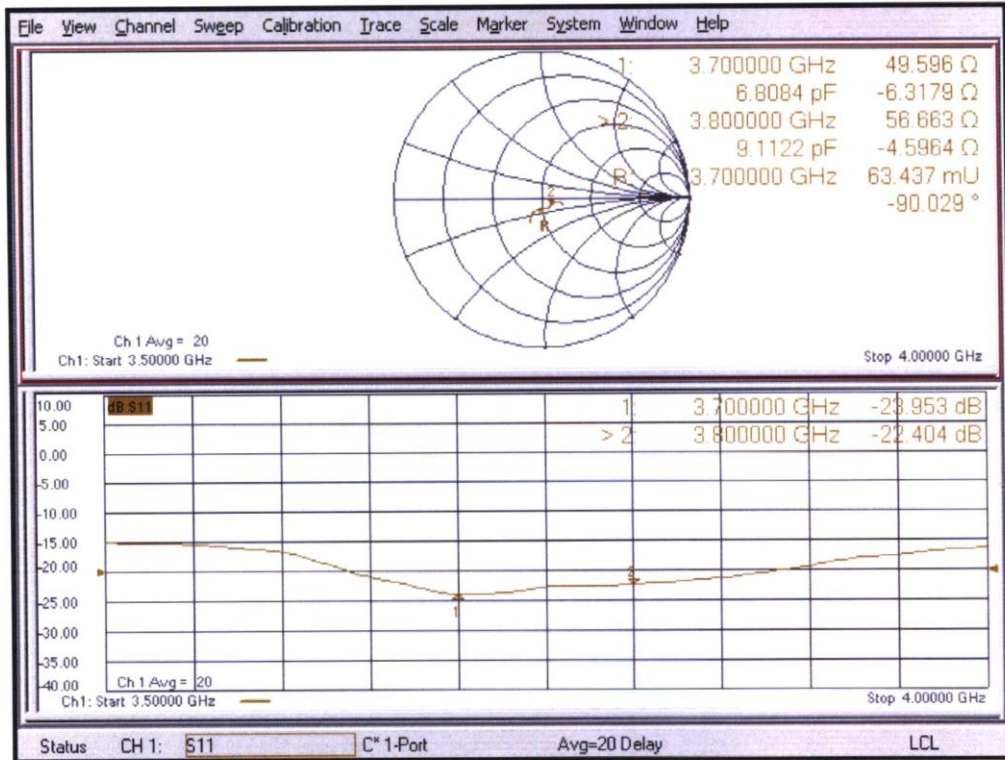 File View Channel Sweep Calibration Trace Scale Marker System Window Help
1: 3.700000 GHz 49.596 Ω
6.8084 pF -6.3179 Ω
> 2: 3.800000 GHz 56.663 Ω
9.1122 pF -4.5964 Ω
R 3.700000 GHz 63.437 mU
-90.029 °
2
R
Ch 1 Avg = 20
Ch1: Start 3.50000 GHz
Stop 4.00000 GHz
10.00
dB S11
1: 3.700000 GHz -23.953 dB
5.00
> 2: 3.800000 GHz -22.404 dB
0.00
-5.00
-10.00
-15.00
-20.00
2
-25.00
1
-30.00
-35.00
-40.00
Ch 1 Avg = 20
Ch1: Start 3.50000 GHz
Stop 4.00000 GHz
Status CH 1: S11 C* 1-Port Avg=20 Delay LCL